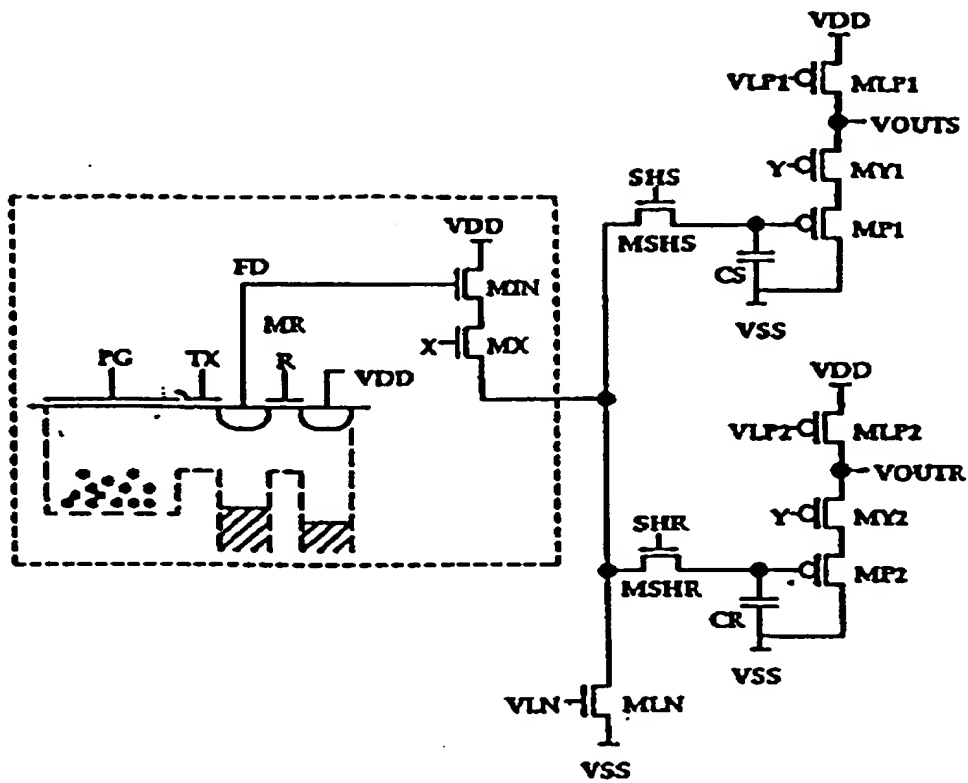 VDD
VLP1 MLP1
VOUTS
Y MY1
SHS
MSHS MP1
CS
VSS
VDD
FD
MIN
MR
X MX
PG TX R VDD
VDD
VLP2 MLP2
VOUTR
Y MY2
SHR
MSHR MP2
CR
VSS
VLN MLN
VSS